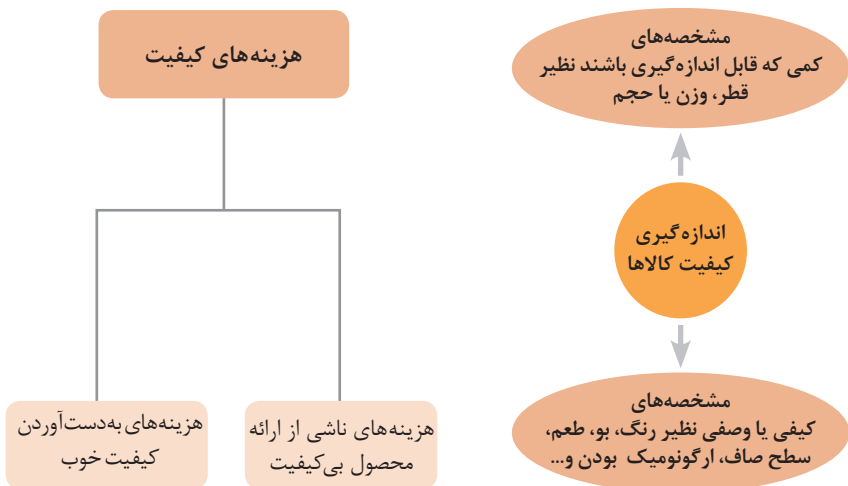 مشخصه‌های
کمی که قابل اندازه‌گیری باشند نظیر
قطر، وزن یا حجم
اندازه‌گیری
کیفیت کالاها
مشخصه‌های
کیفی یا وصفی نظیر رنگ، بو، طعم،
سطح صاف، ارگونومیک بودن و...
هزینه‌های کیفیت
هزینه‌های ناشی از ارائه
محصول بی‌کیفیت
هزینه‌های به‌دست‌آوردن
کیفیت خوب